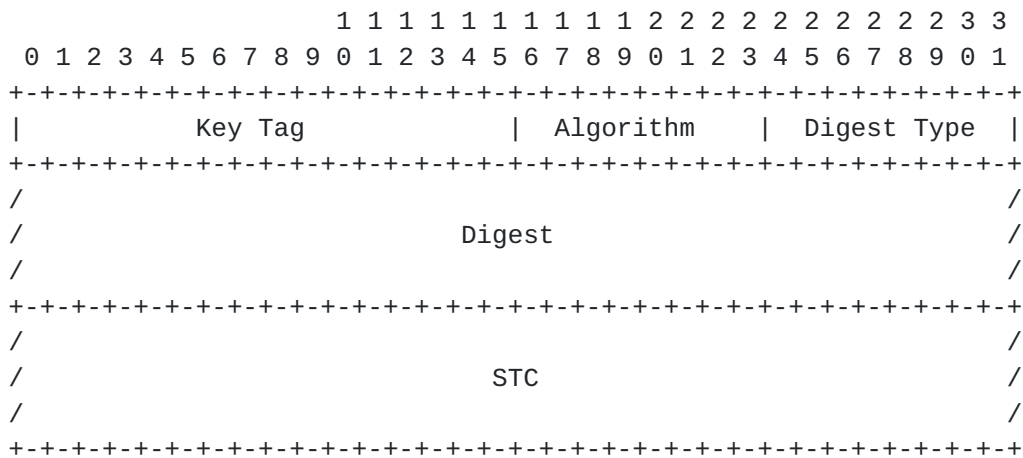 1 1 1 1 1 1 1 1 1 1 2 2 2 2 2 2 2 2 2 2 3 3
 0 1 2 3 4 5 6 7 8 9 0 1 2 3 4 5 6 7 8 9 0 1 2 3 4 5 6 7 8 9 0 1
+-+-+-+-+-+-+-+-+-+-+-+-+-+-+-+-+-+-+-+-+-+-+-+-+-+-+-+-+-+-+-+-+
|           Key Tag             |  Algorithm    |  Digest Type  |
+-+-+-+-+-+-+-+-+-+-+-+-+-+-+-+-+-+-+-+-+-+-+-+-+-+-+-+-+-+-+-+-+
/                                                               /
/                            Digest                             /
/                                                               /
+-+-+-+-+-+-+-+-+-+-+-+-+-+-+-+-+-+-+-+-+-+-+-+-+-+-+-+-+-+-+-+-+
/                                                               /
/                              STC                              /
/                                                               /
+-+-+-+-+-+-+-+-+-+-+-+-+-+-+-+-+-+-+-+-+-+-+-+-+-+-+-+-+-+-+-+-+